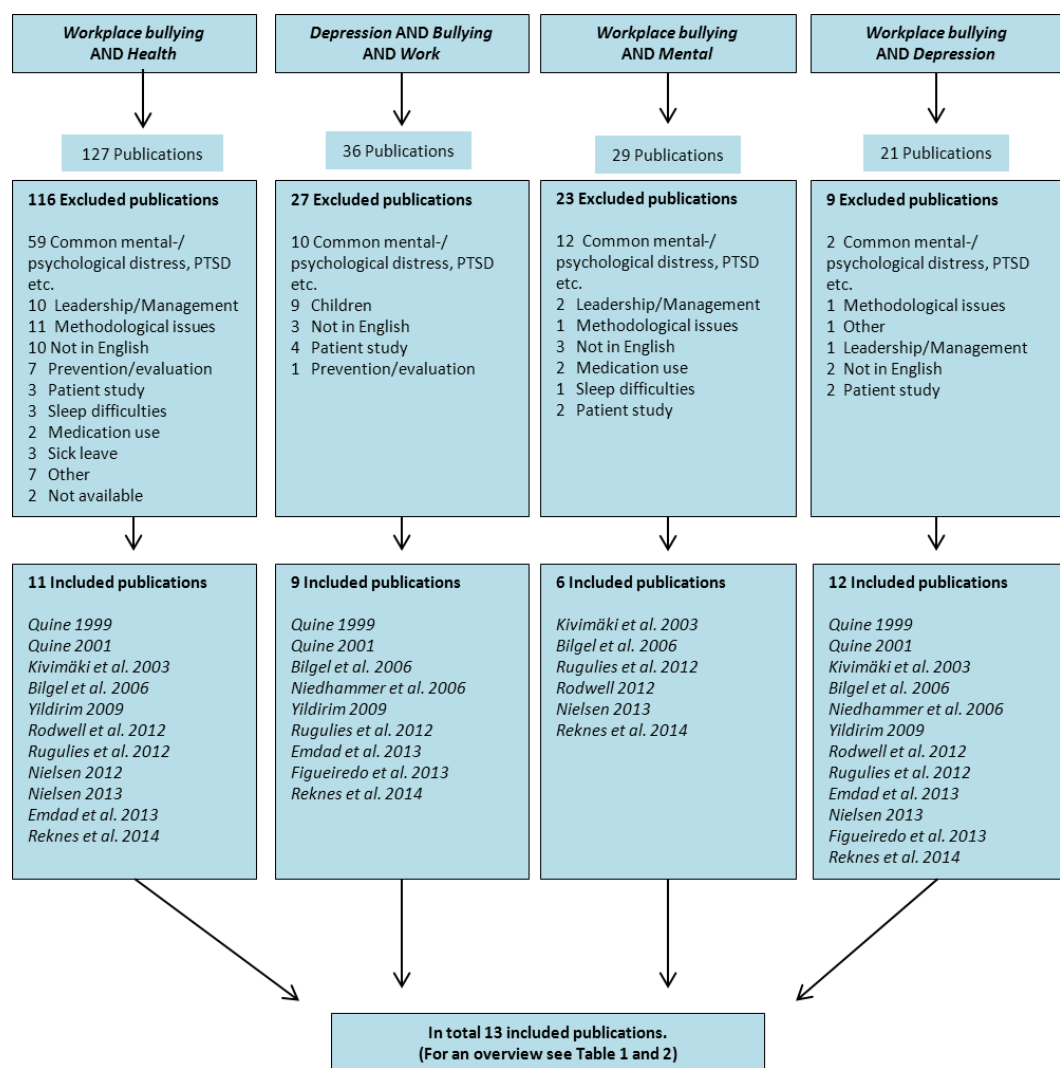 Workplace bullying
AND Health
127 Publications
116 Excluded publications
59 Common mental-/
psychological distress, PTSD
etc.
10 Leadership/Management
11 Methodological issues
10 Not in English
7 Prevention/evaluation
3 Patient study
3 Sleep difficulties
2 Medication use
3 Sick leave
7 Other
2 Not available
11 Included publications
Quine 1999
Quine 2001
Kivimäki et al. 2003
Bilgel et al. 2006
Yildirim 2009
Rodwell et al. 2012
Rugulies et al. 2012
Nielsen 2012
Nielsen 2013
Emdad et al. 2013
Reknes et al. 2014
Depression AND Bullying
AND Work
36 Publications
27 Excluded publications
10 Common mental-/
psychological distress, PTSD
etc.
9 Children
3 Not in English
4 Patient study
1 Prevention/evaluation
9 Included publications
Quine 1999
Quine 2001
Bilgel et al. 2006
Niedhammer et al. 2006
Yildirim 2009
Rugulies et al. 2012
Emdad et al. 2013
Figueiredo et al. 2013
Reknes et al. 2014
Workplace bullying
AND Mental
29 Publications
23 Excluded publications
12 Common mental-/
psychological distress, PTSD
etc.
2 Leadership/Management
1 Methodological issues
3 Not in English
2 Medication use
1 Sleep difficulties
2 Patient study
6 Included publications
Kivimäki et al. 2003
Bilgel et al. 2006
Rugulies et al. 2012
Rodwell 2012
Nielsen 2013
Reknes et al. 2014
Workplace bullying
AND Depression
21 Publications
9 Excluded publications
2 Common mental-/
psychological distress, PTSD
etc.
1 Methodological issues
1 Other
1 Leadership/Management
2 Not in English
2 Patient study
12 Included publications
Quine 1999
Quine 2001
Kivimäki et al. 2003
Bilgel et al. 2006
Niedhammer et al. 2006
Yildirim 2009
Rodwell et al. 2012
Rugulies et al. 2012
Emdad et al. 2013
Nielsen 2013
Figueiredo et al. 2013
Reknes et al. 2014
In total 13 included publications.
(For an overview see Table 1 and 2)